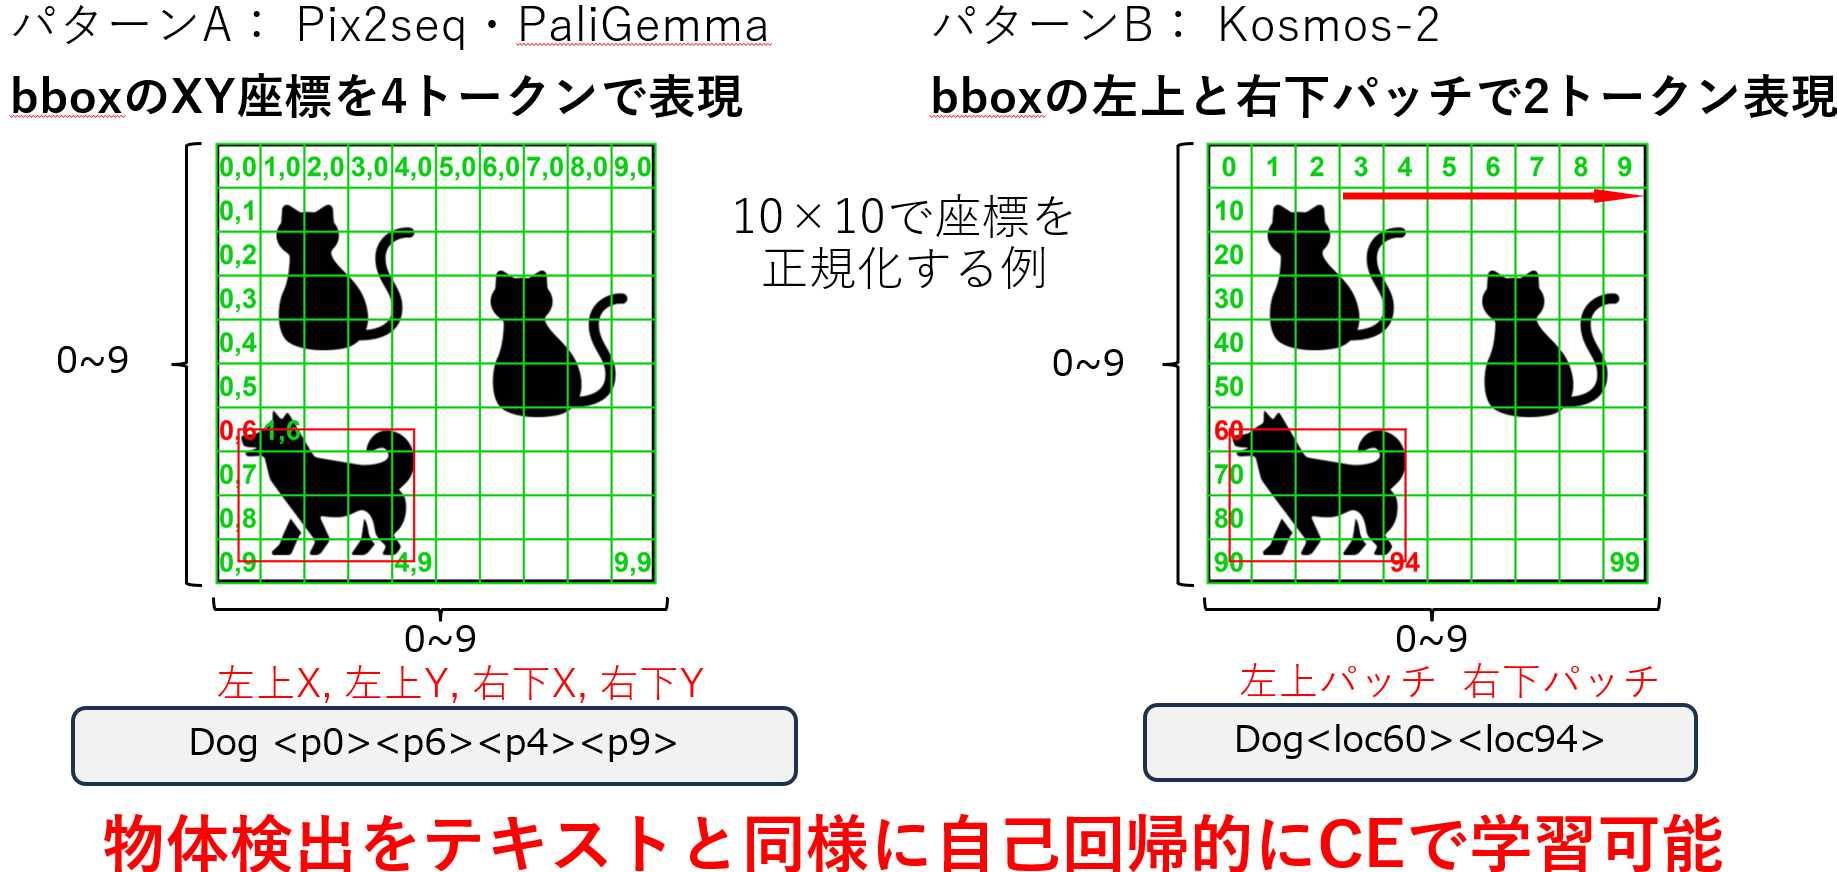 パターンA： Pix2seq・PaliGemma
bboxのXY座標を4トークンで表現
0,0 1,0 2,0 3,0 4,0 5,0 6,0 7,0 8,0 9,0
0,1
0,2
0,3
0,4
0,5
0,6 1,6
0,7
0,8
0,9 4,9 9,9
0~9
0~9
左上X, 左上Y, 右下X, 右下Y
Dog <p0><p6><p4><p9>
10×10で座標を
正規化する例
パターンB： Kosmos-2
bboxの左上と右下パッチで2トークン表現
0 1 2 3 4 5 6 7 8 9
10
20
30
40
50
60
70
80
90 94 99
0~9
0~9
左上パッチ 右下パッチ
Dog<loc60><loc94>
物体検出をテキストと同様に自己回帰的にCEで学習可能